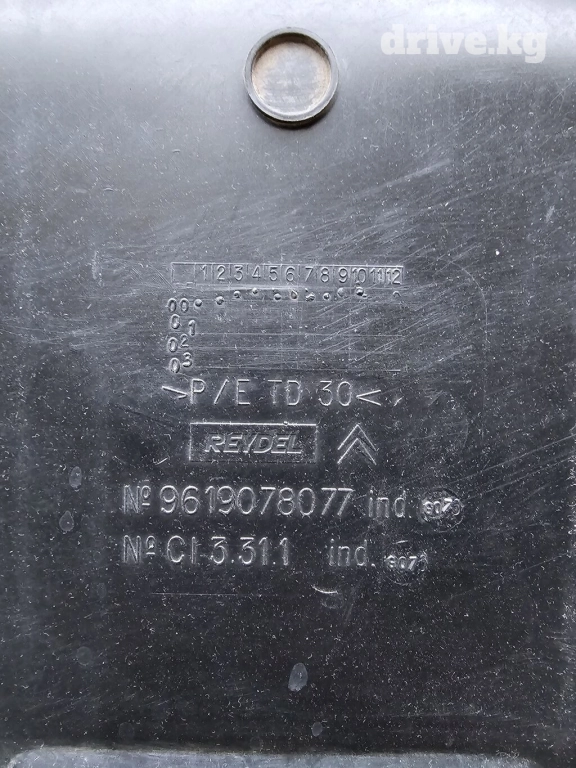 drive.kg
1 2 3 4 5 6 7 8 9 10 11 12
00
01
02
03
>P/E TD 30<
REYDEL
Nº 9619078077 ind.
Nº CI 3.311 ind.